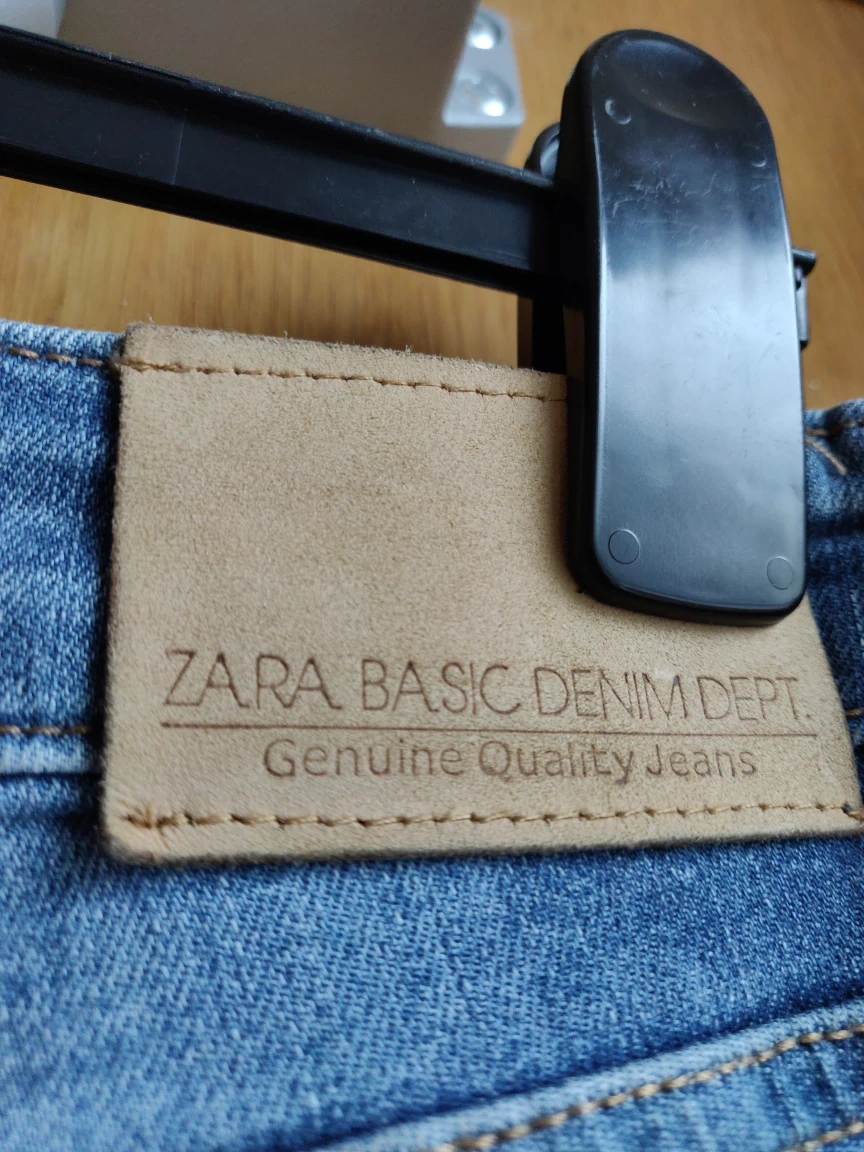 ZARA BASIC DENIM DEPT.
Genuine Quality Jeans